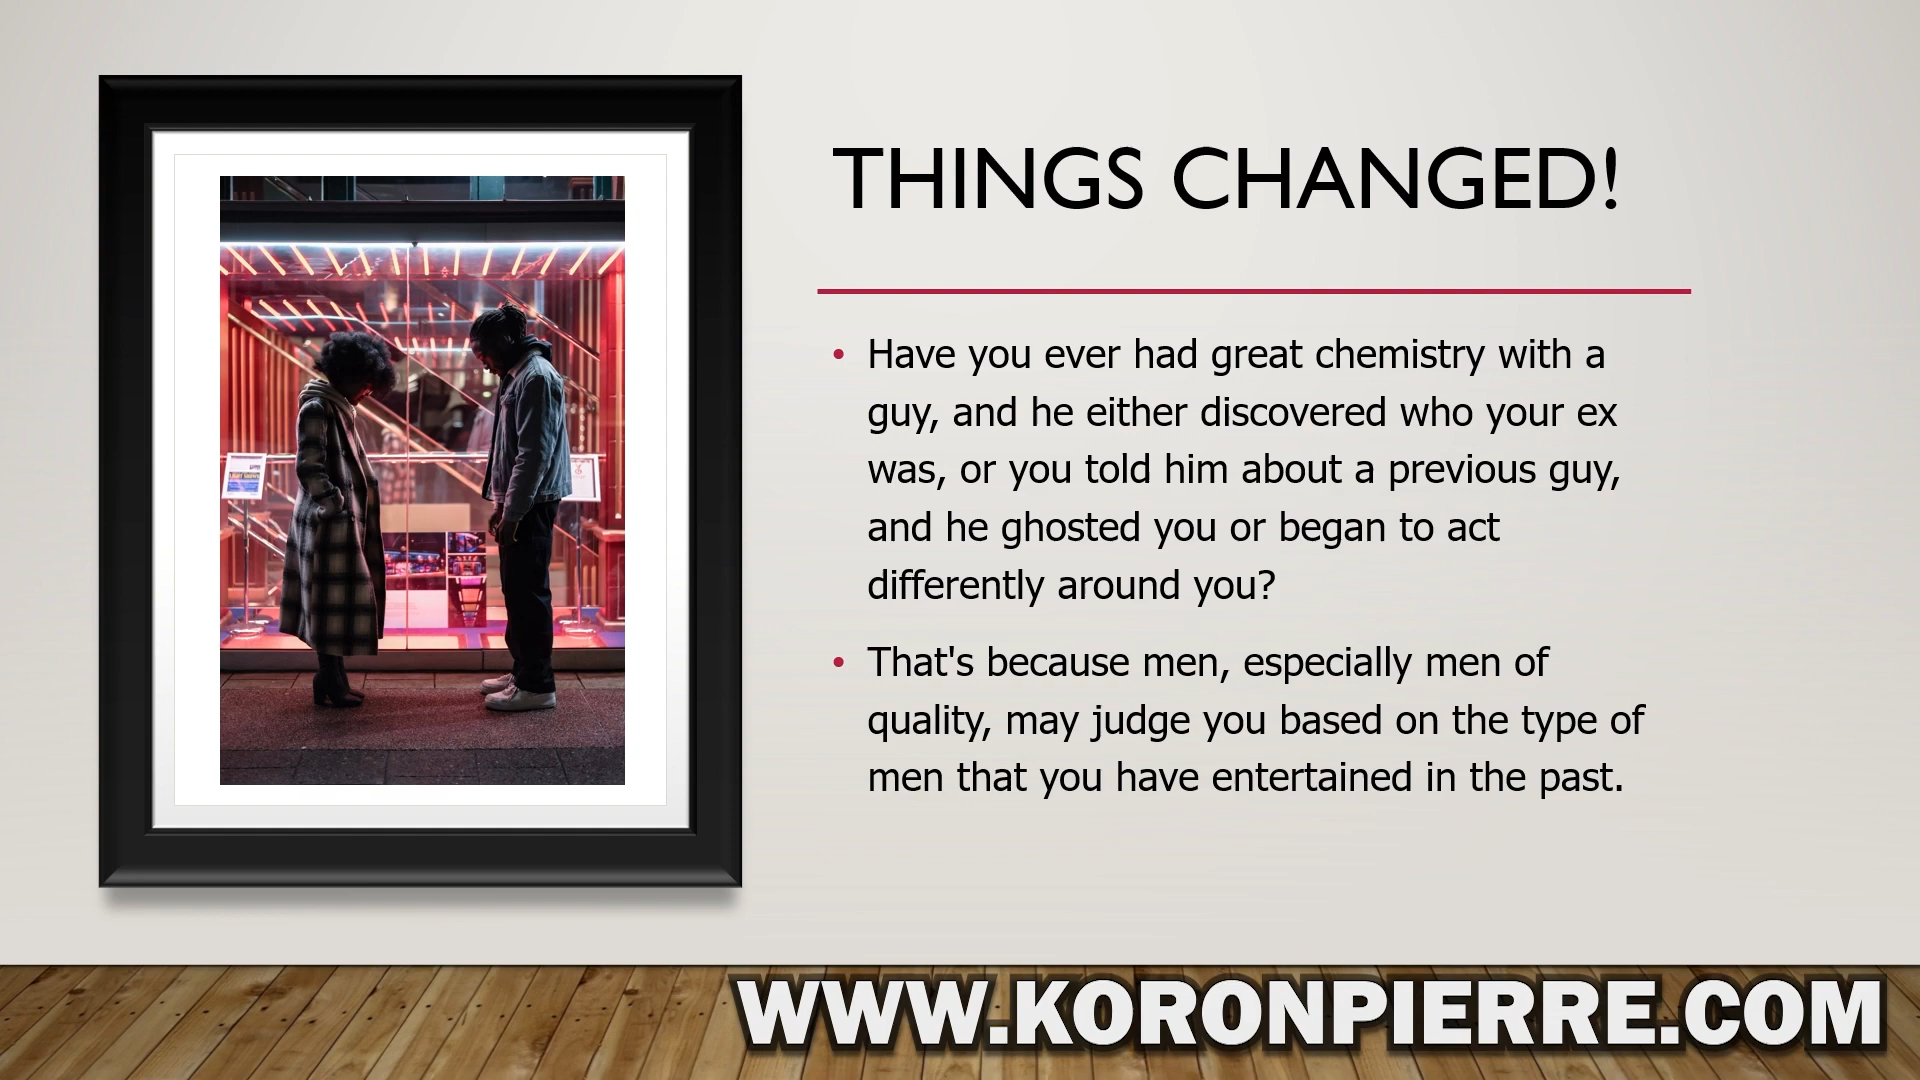 THINGS CHANGED!
• Have you ever had great chemistry with a
guy, and he either discovered who your ex
was, or you told him about a previous guy,
and he ghosted you or began to act
differently around you?
• That's because men, especially men of
quality, may judge you based on the type of
men that you have entertained in the past.
WWW.KORONPIERRE.COM